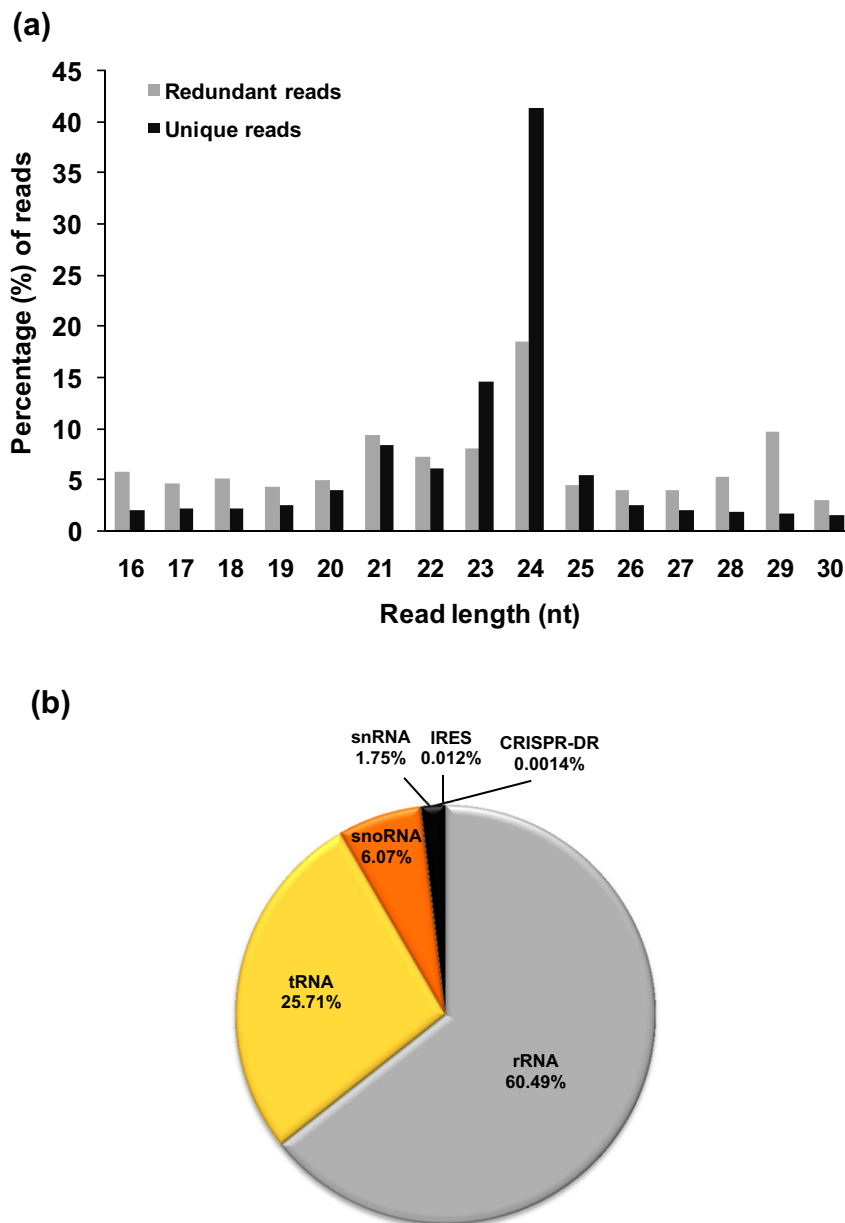 (a)
45
40
35
30
25
20
15
10
5
0
Percentage (%) of reads
Redundant reads
Unique reads
16 17 18 19 20 21 22 23 24 25 26 27 28 29 30
Read length (nt)
(b)
snRNA
1.75%
IRES
0.012%
CRISPR-DR
0.0014%
snoRNA
6.07%
tRNA
25.71%
rRNA
60.49%